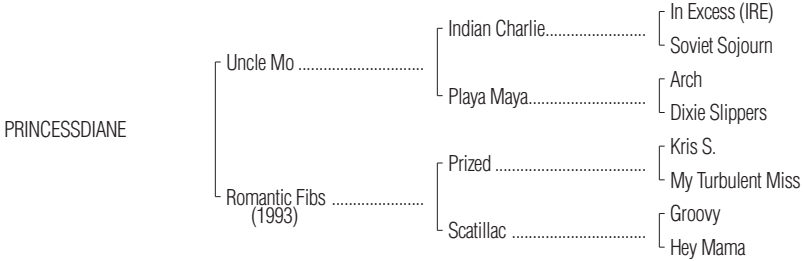 In Excess (IRE)
Indian Charlie........................
Soviet Sojourn
Uncle Mo ..............................
Arch
Playa Maya............................
Dixie Slippers
PRINCESSDIANE
Kris S.
Prized ....................................
My Turbulent Miss
Romantic Fibs ......................
(1993)
Groovy
Scatillac ................................
Hey Mama